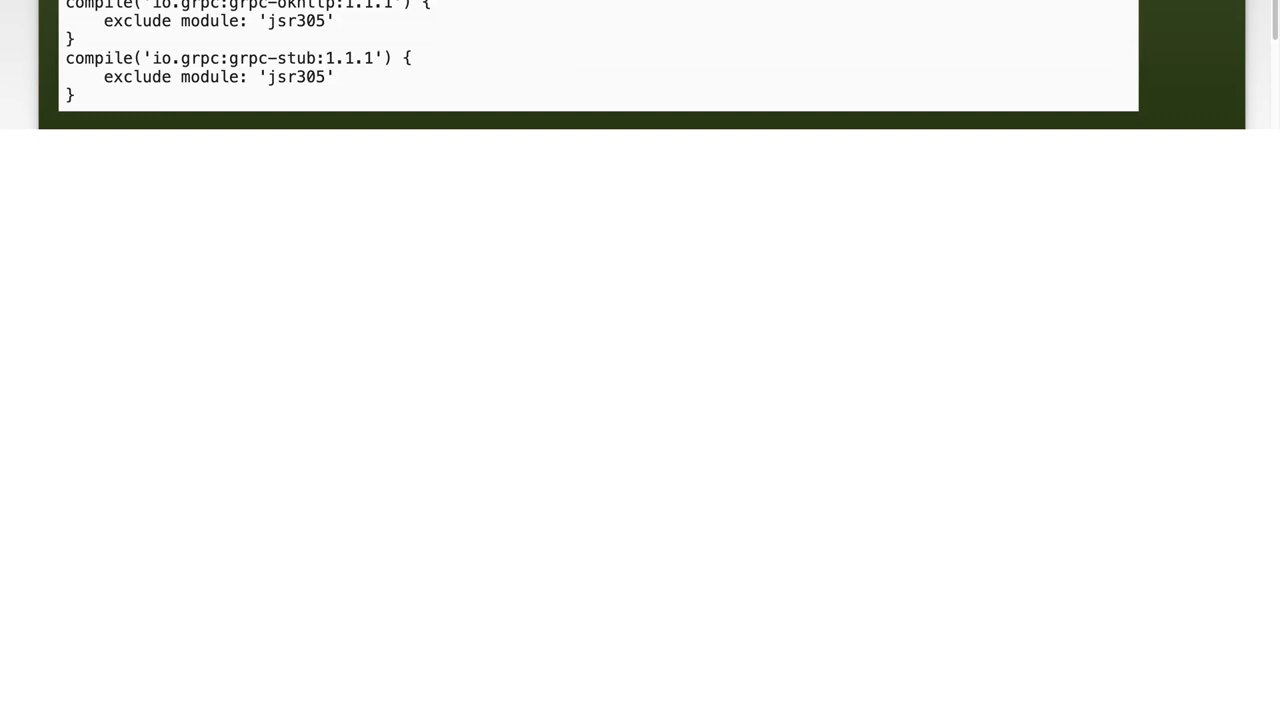 compile('io.grpc:grpc-okhttp:1.1.1') {
    exclude module: 'jsr305'
}
compile('io.grpc:grpc-stub:1.1.1') {
    exclude module: 'jsr305'
}